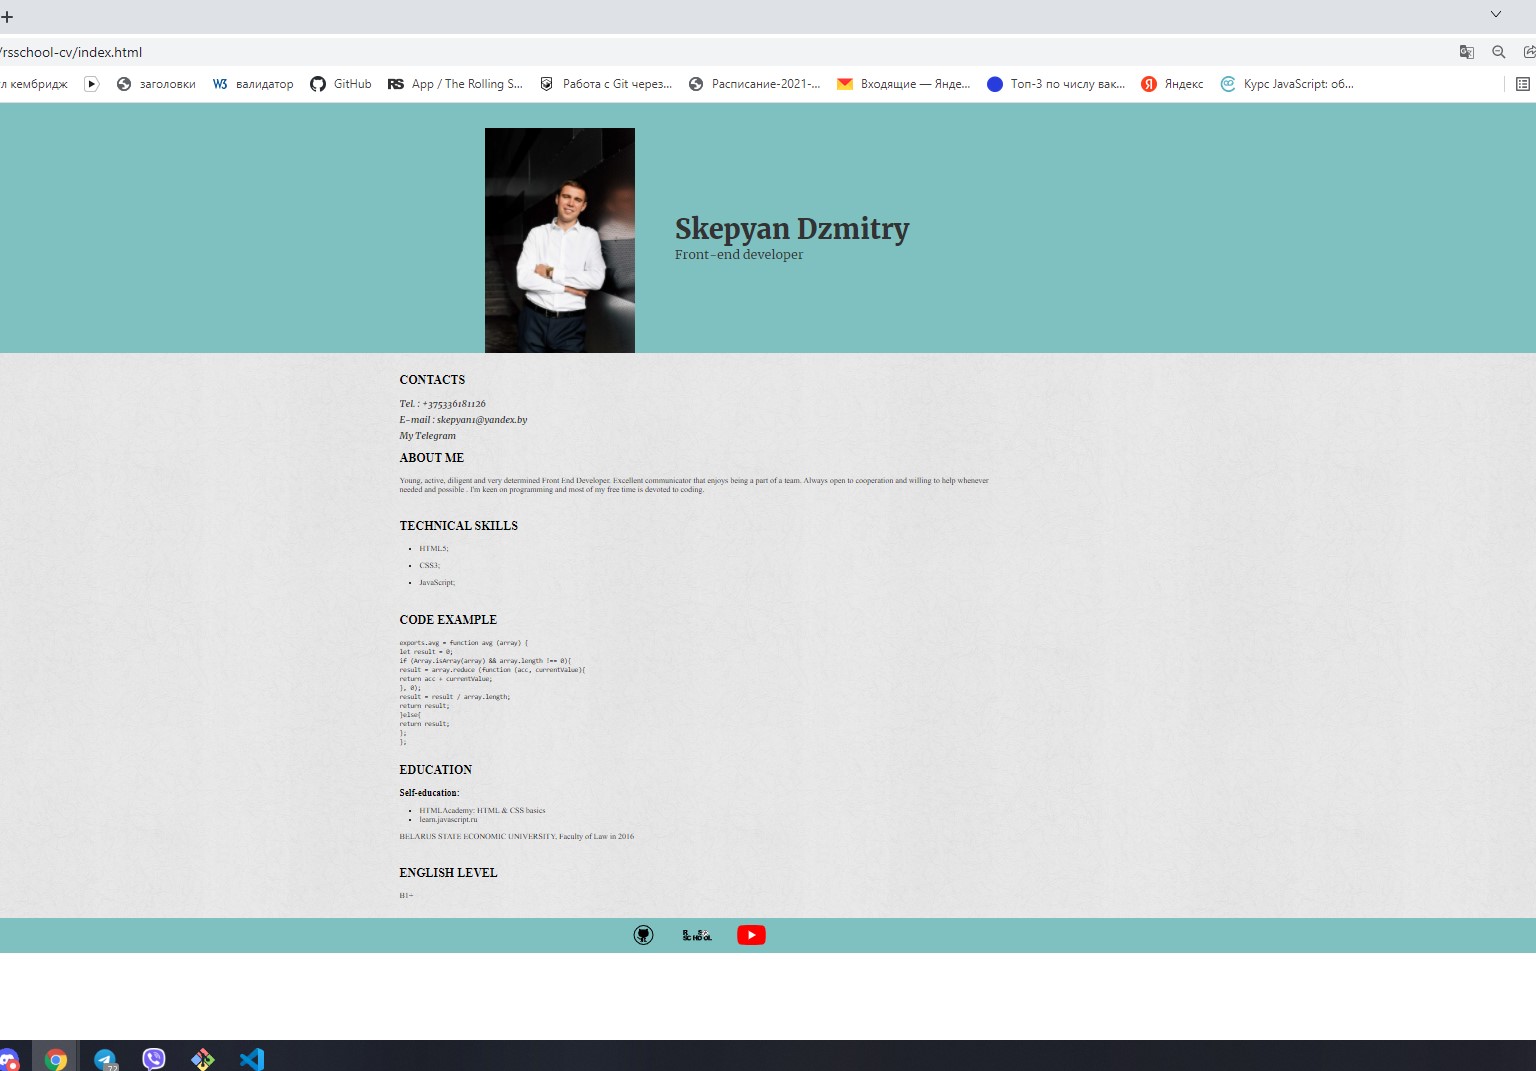 /rsschool-cv/index.html
л кембридж
заголовки
W3 валидатор
GitHub
RS App / The Rolling S...
Работа с Git через...
Расписание-2021-...
Входящие — Янде...
Топ-3 по числу вак...
Я Яндекс
Курс JavaScript: об...
Skepyan Dzmitry
Front-end developer
CONTACTS
Tel. : +375336181126
E-mail : skepyan1@yandex.by
My Telegram
ABOUT ME
Young, active, diligent and very determined Front End Developer. Excellent communicator that enjoys being a part of a team. Always open to cooperation and willing to help whenever
needed and possible . I'm keen on programming and most of my free time is devoted to coding.
TECHNICAL SKILLS
HTML5;
CSS3;
JavaScript;
CODE EXAMPLE
exports.avg = function avg (array) {
let result = 0;
if (Array.isArray(array) && array.length !== 0){
result = array.reduce (function (acc, currentValue){
return acc + currentValue;
}, 0);
result = result / array.length;
return result;
}else{
return result;
};
};
EDUCATION
Self-education:
HTMLAcademy: HTML & CSS basics
learn.javascript.ru
BELARUS STATE ECONOMIC UNIVERSITY, Faculty of Law in 2016
ENGLISH LEVEL
B1+
72